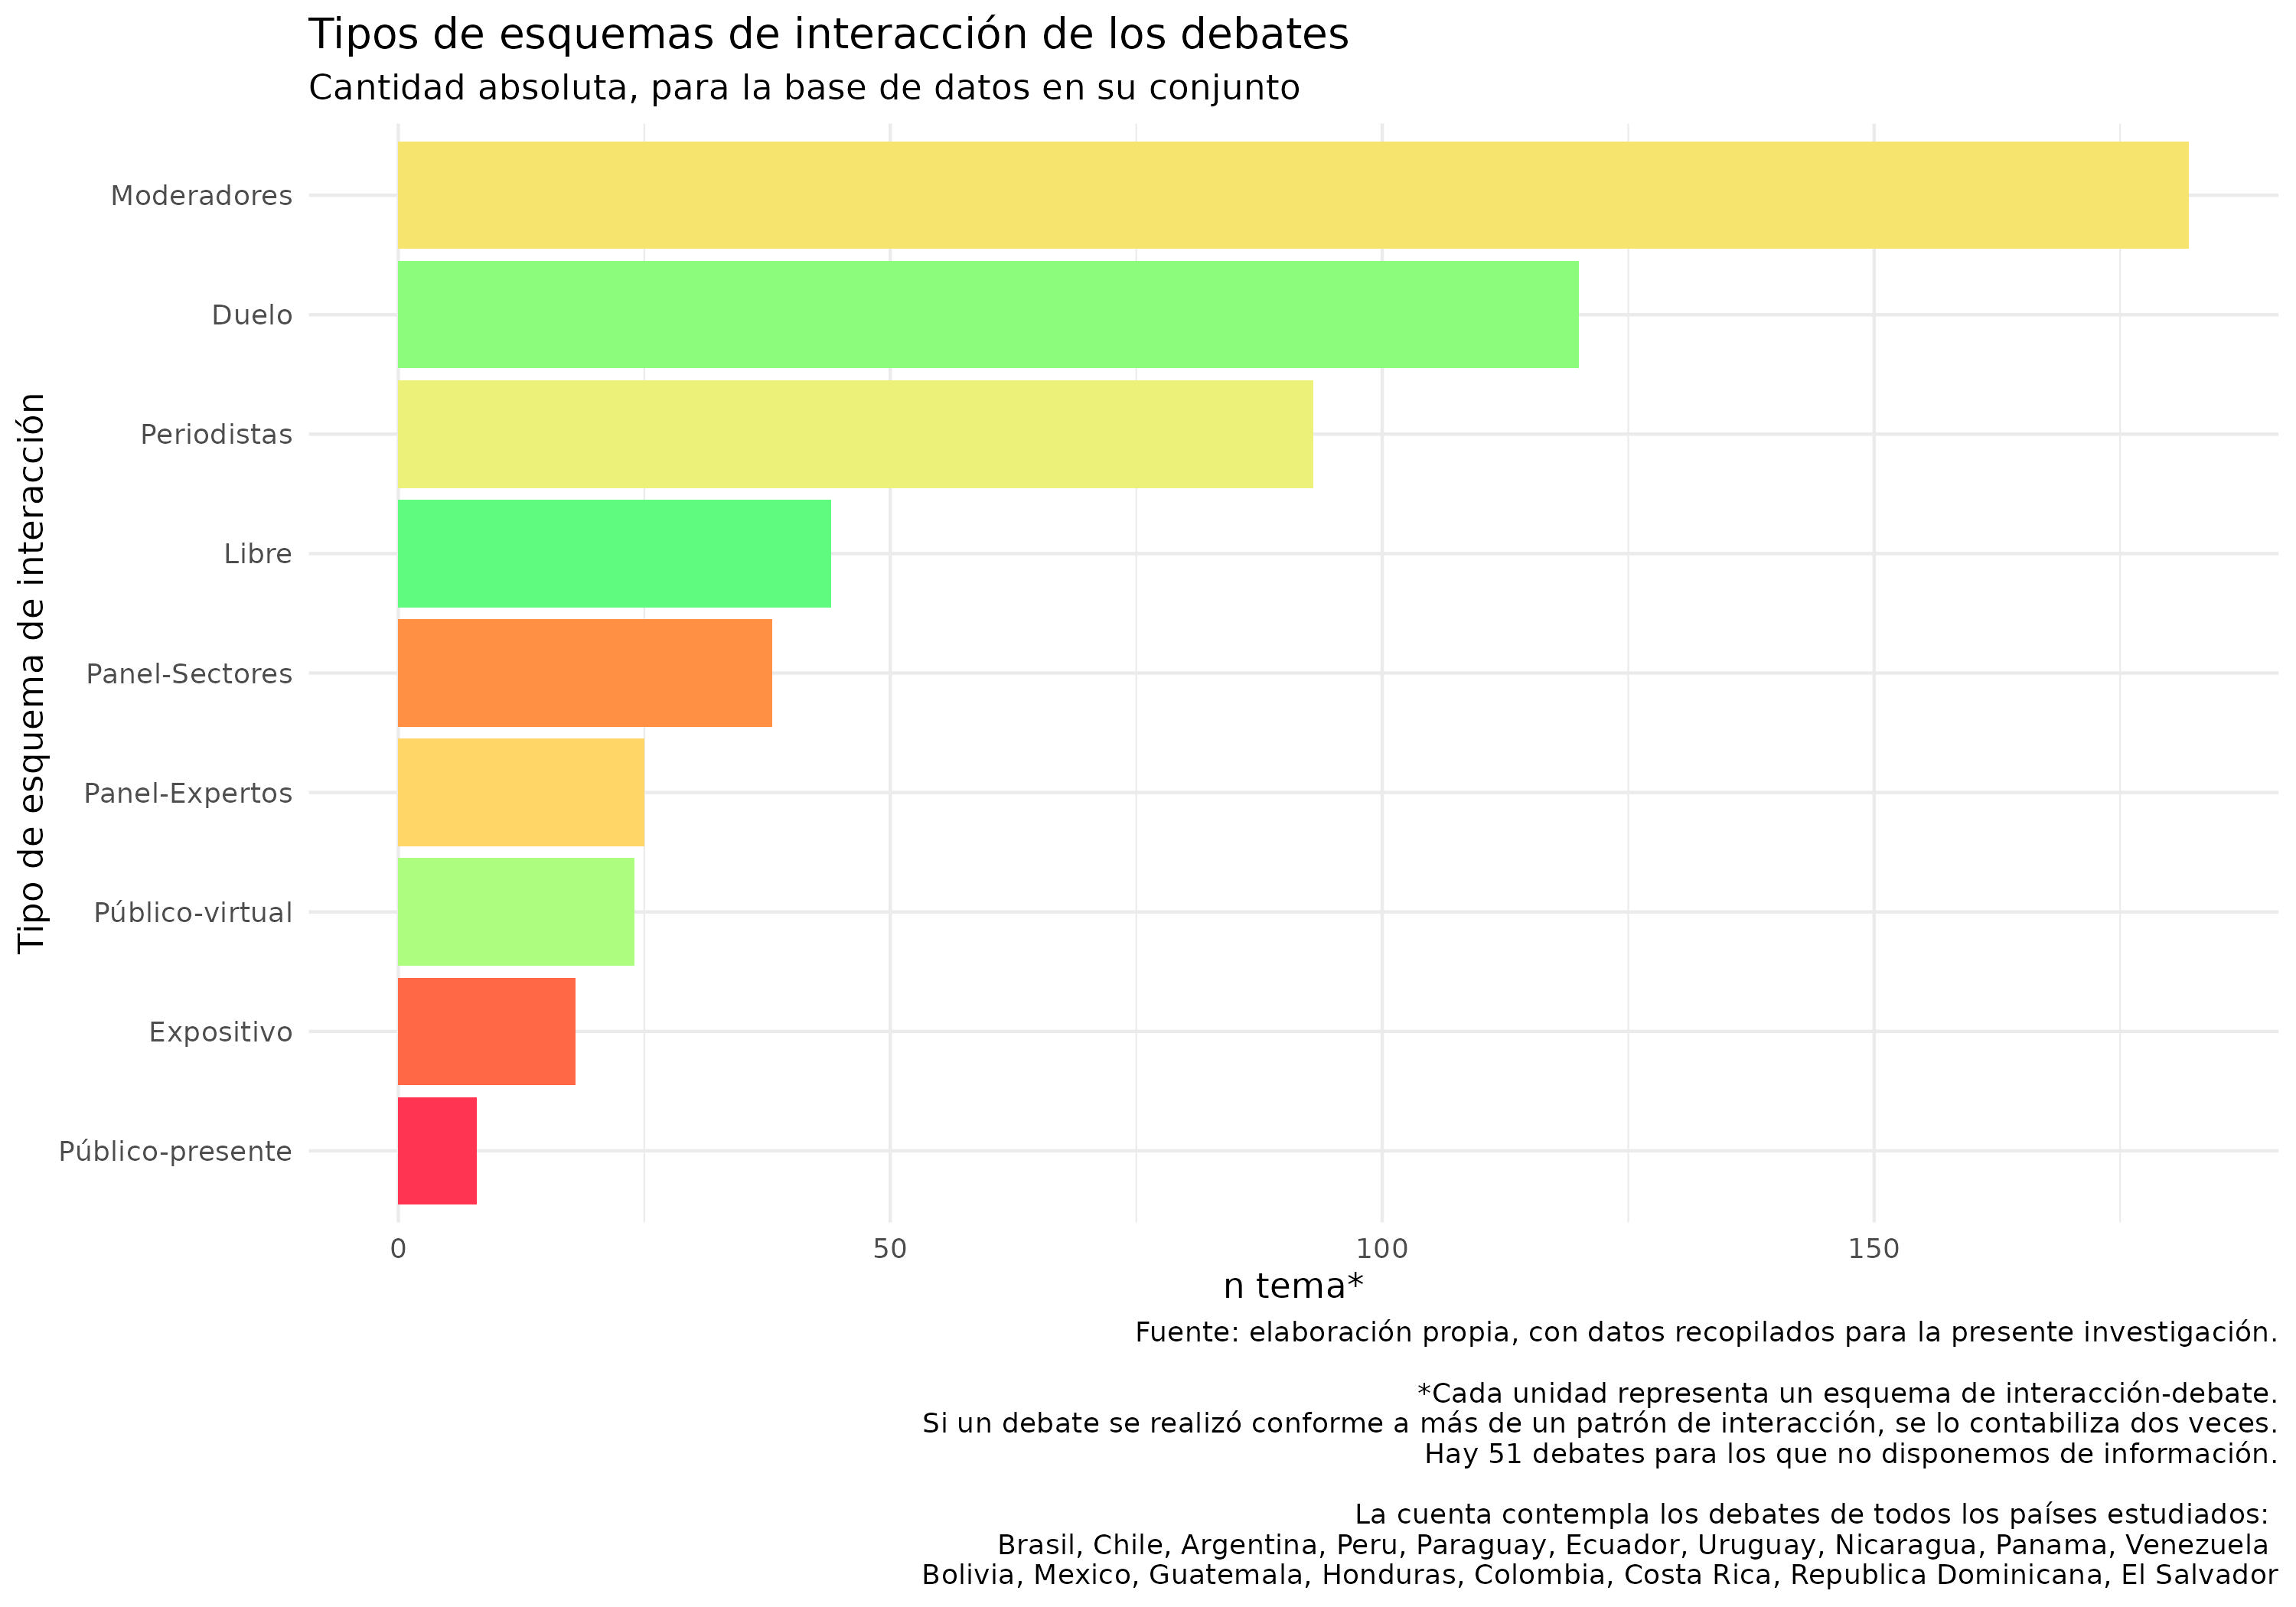 Tipos de esquemas de interacción de los debates
Cantidad absoluta, para la base de datos en su conjunto
Tipo de esquema de interacción
Moderadores
Duelo
Periodistas
Libre
Panel-Sectores
Panel-Expertos
Público-virtual
Expositivo
Público-presente
0 50 100 150
n tema*
Fuente: elaboración propia, con datos recopilados para la presente investigación.
*Cada unidad representa un esquema de interacción-debate.
Si un debate se realizó conforme a más de un patrón de interacción, se lo contabiliza dos veces.
Hay 51 debates para los que no disponemos de información.
La cuenta contempla los debates de todos los países estudiados:
Brasil, Chile, Argentina, Peru, Paraguay, Ecuador, Uruguay, Nicaragua, Panama, Venezuela
Bolivia, Mexico, Guatemala, Honduras, Colombia, Costa Rica, Republica Dominicana, El Salvador